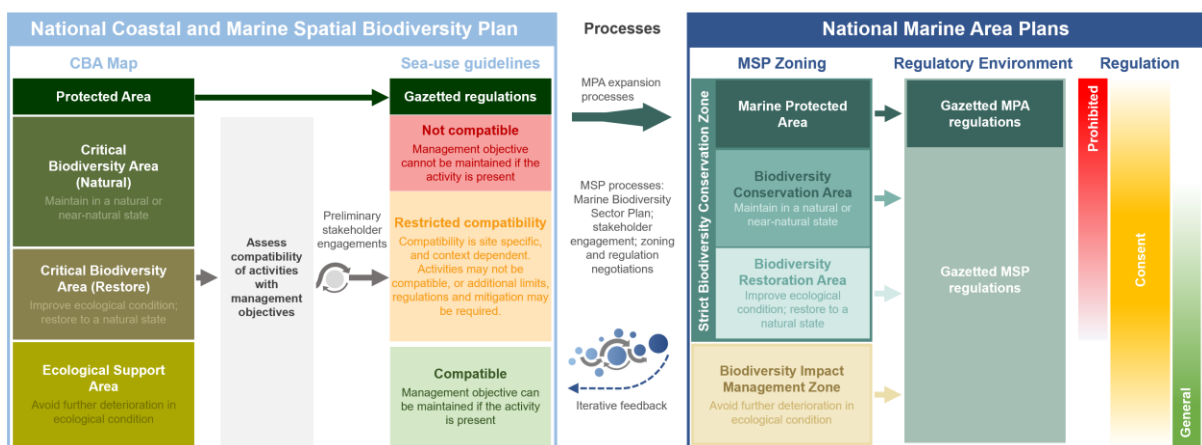 National Coastal and Marine Spatial Biodiversity Plan
CBA Map
Sea-use guidelines
Protected Area
Critical
Biodiversity Area
(Natural)
Maintain in a natural or
near-natural state
Critical Biodiversity
Area (Restore)
Improve ecological condition;
restore to a natural state
Ecological Support
Area
Avoid further deterioration in
ecological condition
Assess
compatibility
of activities
with
management
objectives
Preliminary
stakeholder
engagements
Gazetted regulations
Not compatible
Management objective
cannot be maintained if the
activity is present
Restricted compatibility
Compatibility is site specific,
and context dependent.
Activities may not be
compatible, or additional limits,
regulations and mitigation may
be required.
Compatible
Management objective can
be maintained if the activity
is present
Processes
MPA expansion
processes
MSP processes:
Marine Biodiversity
Sector Plan;
stakeholder
engagement; zoning
and regulation
negotiations
Iterative feedback
National Marine Area Plans
MSP Zoning
Regulatory Environment
Regulation
Strict Biodiversity Conservation Zone
Marine Protected
Area
Biodiversity
Conservation Area
Maintain in a natural or
near-natural state
Biodiversity
Restoration Area
Improve ecological
condition; restore to a
natural state
Biodiversity Impact
Management Zone
Avoid further deterioration in
ecological condition
Gazetted MPA
regulations
Gazetted MSP
regulations
Prohibited
Consent
General